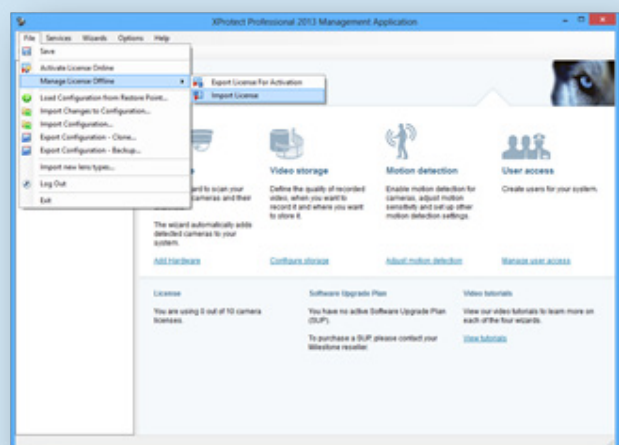 XProtect Professional 2013 Management Application
File Services Wizards Options Help
Save
Activate License Online
Manage License Offline
Export License For Activation
Import License
Load Configuration from Restore Point...
Import Changes to Configuration...
Import Configuration...
Export Configuration - Clone...
Export Configuration - Backup...
Import new lens types...
Log Out
Exit
to scan your
cameras and their
The wizard automatically adds
detected cameras to your
system.
Add Hardware
Video storage
Define the quality of recorded
video, when you want to
record it and where you want
to store it.
Configure storage
Motion detection
Enable motion detection for
cameras, adjust motion
sensitivity and set up other
motion detection settings.
Adjust motion detection
User access
Create users for your system.
Manage user access
License
You are using 0 out of 10 camera
licenses.
Software Upgrade Plan
You have no active Software Upgrade Plan
(SUP).
To purchase a SUP, please contact your
Milestone reseller.
Video tutorials
View our video tutorials to learn more on
each of the four wizards.
View tutorials